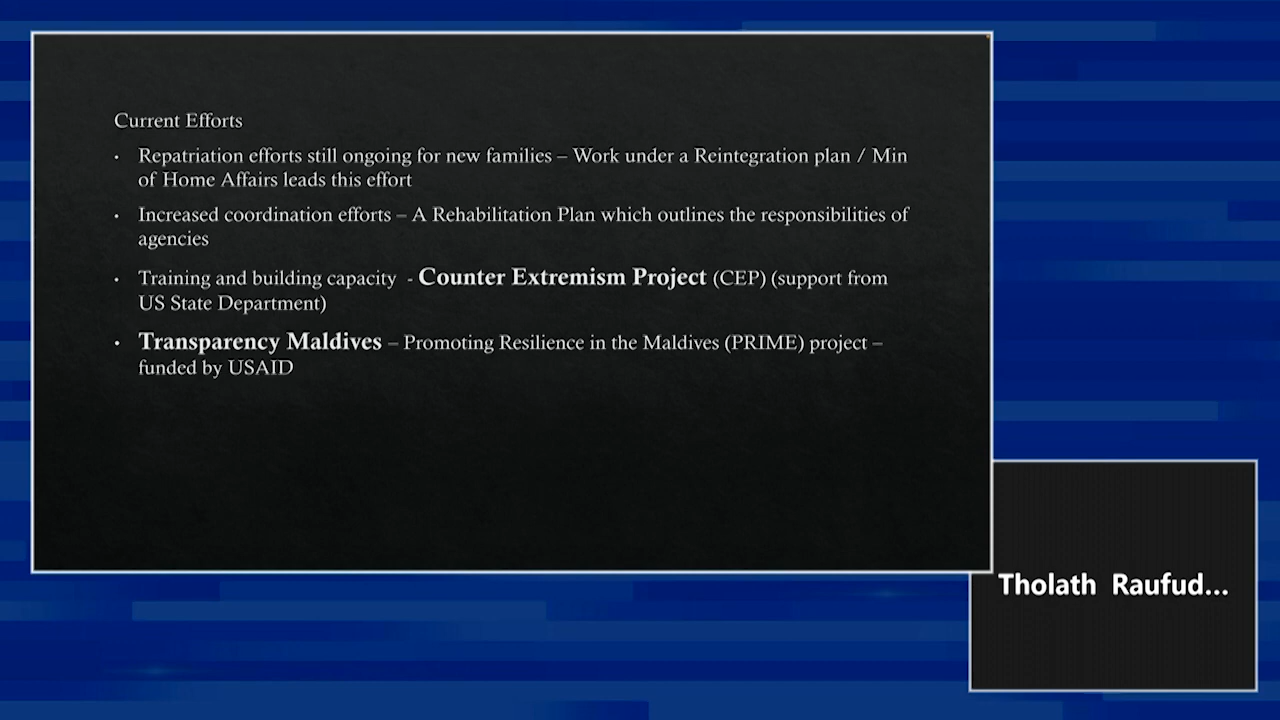 Current Efforts
• Repatriation efforts still ongoing for new families – Work under a Reintegration plan / Min
of Home Affairs leads this effort
• Increased coordination efforts – A Rehabilitation Plan which outlines the responsibilities of
agencies
• Training and building capacity - Counter Extremism Project (CEP) (support from
US State Department)
• Transparency Maldives – Promoting Resilience in the Maldives (PRIME) project –
funded by USAID
Tholath Raufud...